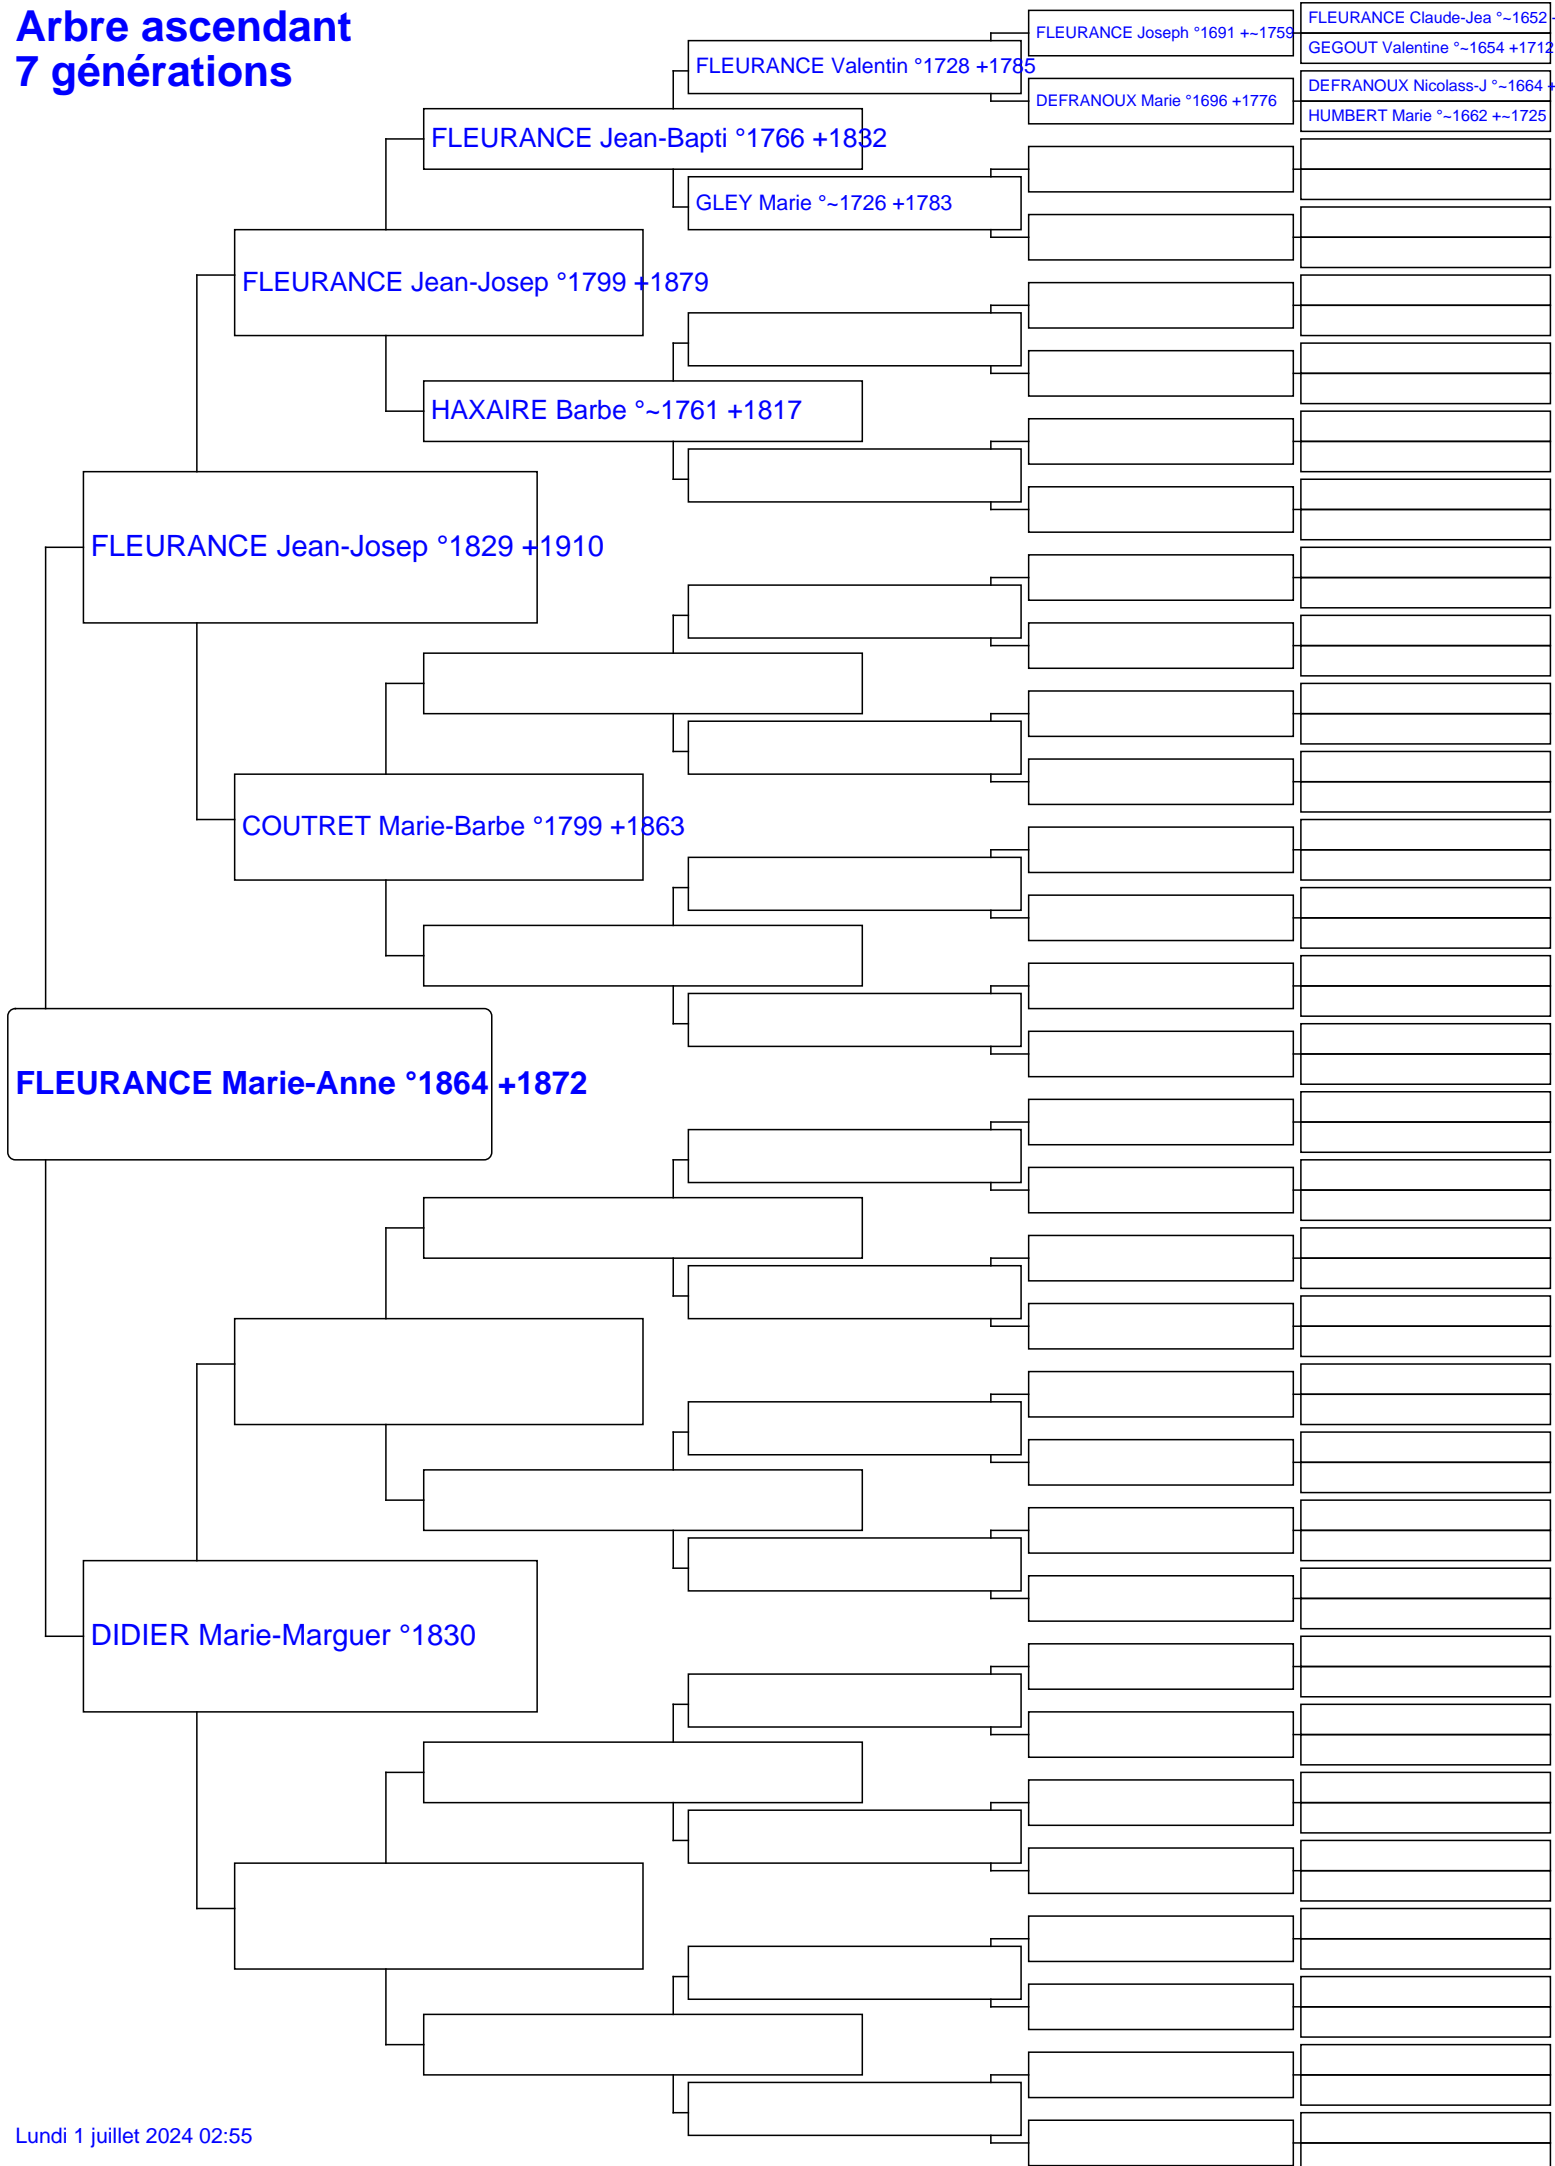 Arbre ascendant
7 générations
FLEURANCE Claude-Jea °~1652
FLEURANCE Joseph °1691 +~1759
GEGOUT Valentine °~1654 +1712
FLEURANCE Valentin °1728 +1785
DEFRANOUX Nicolass-J °~1664 +
DEFRANOUX Marie °1696 +1776
HUMBERT Marie °~1662 +~1725
FLEURANCE Jean-Bapti °1766 +1832
GLEY Marie °~1726 +1783
FLEURANCE Jean-Josep °1799 +1879
HAXAIRE Barbe °~1761 +1817
FLEURANCE Jean-Josep °1829 +1910
COUTRET Marie-Barbe °1799 +1863
FLEURANCE Marie-Anne °1864 +1872
DIDIER Marie-Marguer °1830
Lundi 1 juillet 2024 02:55